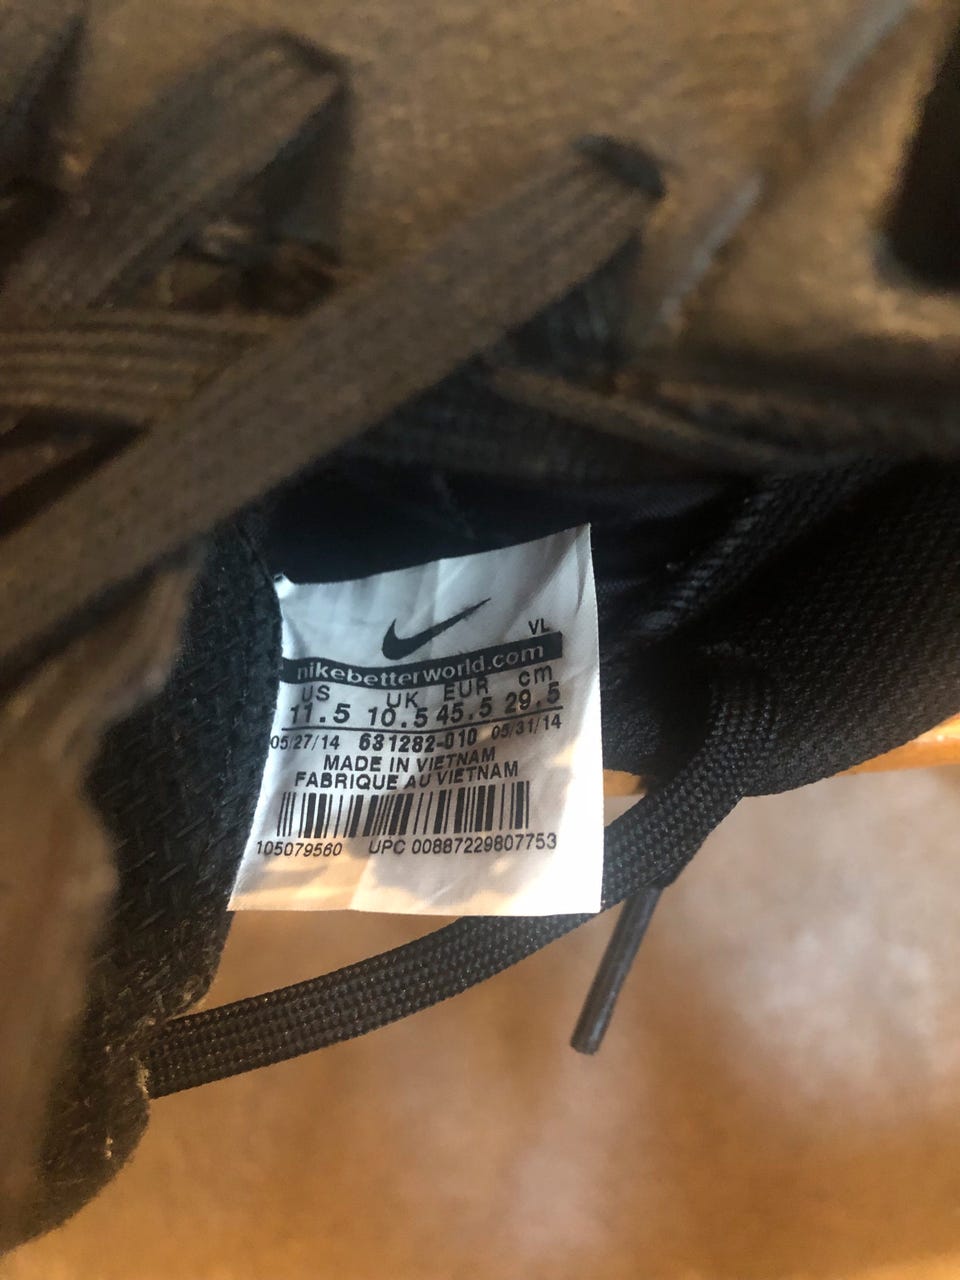 VL
nikebetterworld.com
US UK EUR cm
11.5 10.5 45.5 29.5
05/27/14 631282-010 05/31/14
MADE IN VIETNAM
FABRIQUE AU VIETNAM
105079560 UPC 00887229807753